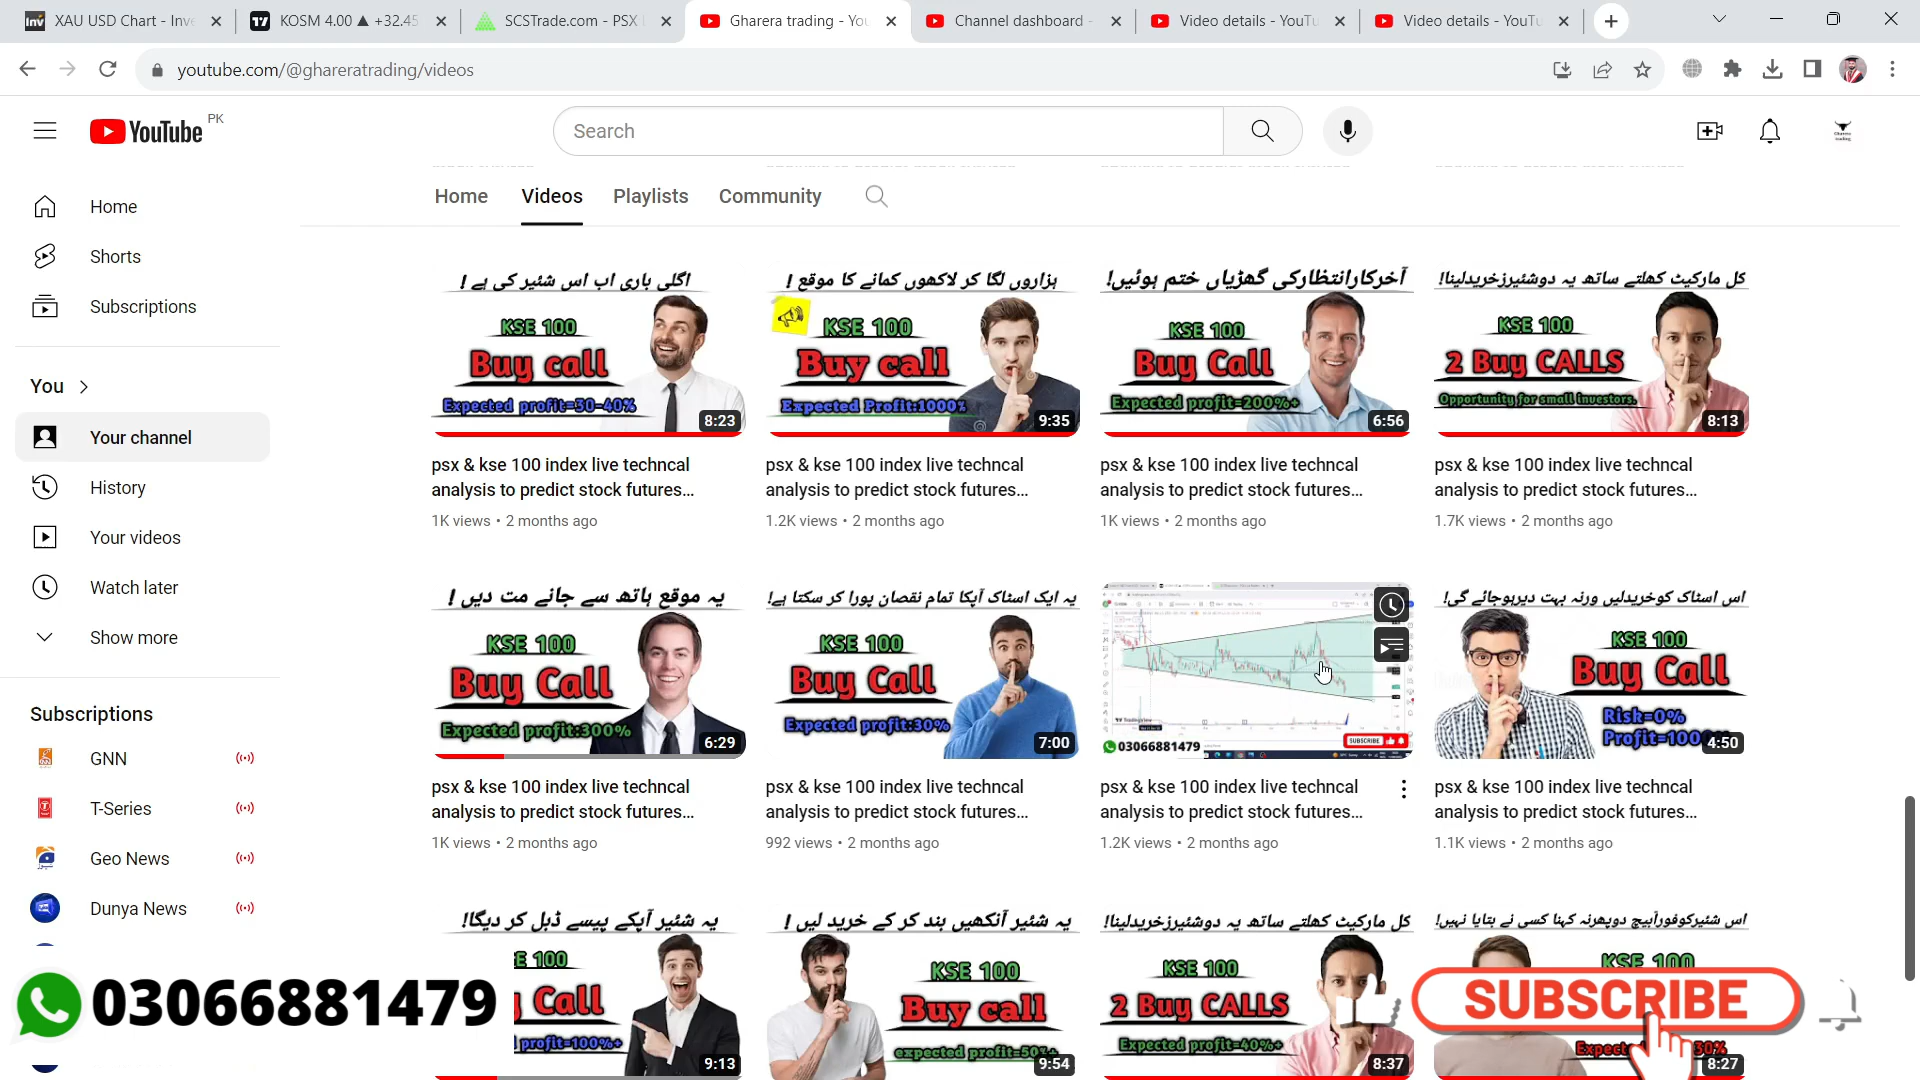 XAU USD Chart - Inve
KOSM 4.00 ▲ +32.45
SCSTrade.com - PSX
Gharera trading - You
Channel dashboard -
Video details - YouTu
Video details - YouTu
youtube.com/@ghareratrading/videos
YouTube PK
Search
Home
Videos
Playlists
Community
Home
Shorts
Subscriptions
You
Your channel
History
Your videos
Watch later
Show more
Subscriptions
GNN
T-Series
Geo News
Dunya News
اگلی باری اب اس شئیر کی ہے !
KSE 100
Buy call
Expected profit=30-40%
8:23
psx & kse 100 index live techncal
analysis to predict stock futures...
1K views • 2 months ago
ہزاروں لگا کر لاکھوں کمانے کا موقع !
KSE 100
Buy call
Expected Profit:1000%
9:35
psx & kse 100 index live techncal
analysis to predict stock futures...
1.2K views • 2 months ago
آخرکارانتظارکی گھڑیاں ختم ہوئیں!
KSE 100
Buy Call
Expected profit=200%+
6:56
psx & kse 100 index live techncal
analysis to predict stock futures...
1K views • 2 months ago
کل مارکیٹ کھلتے ساتھ یہ دوشئیرزخریدلینا!
KSE 100
2 Buy CALLS
Opportunity for small investors.
8:13
psx & kse 100 index live techncal
analysis to predict stock futures...
1.7K views • 2 months ago
یہ موقع ہاتھ سے جانے مت دیں !
KSE 100
Buy Call
Expected profit:300%
6:29
psx & kse 100 index live techncal
analysis to predict stock futures...
1K views • 2 months ago
یہ ایک اسٹاک آپکا تمام نقصان پورا کر سکتا ہے!
KSE 100
Buy Call
Expected profit:30%
7:00
psx & kse 100 index live techncal
analysis to predict stock futures...
992 views • 2 months ago
03066881479
SUBSCRIBE
psx & kse 100 index live techncal
analysis to predict stock futures...
1.2K views • 2 months ago
اس اسٹاک کوخریدلیں ورنہ بہت دیرہوجائے گی!
KSE 100
Buy Call
Risk=0%
Profit=100
4:50
psx & kse 100 index live techncal
analysis to predict stock futures...
1.1K views • 2 months ago
یہ شئیر آپکے پیسے ڈبل کر دیگا!
E 100
Call
profit=100%+
9:13
یہ شئیر آنکھیں بند کر کے خرید لیں !
KSE 100
Buy call
expected profit=50%
9:54
کل مارکیٹ کھلتے ساتھ یہ دوشئیرزخریدلینا!
KSE 100
2 Buy CALLS
Expected profit=40%+
8:37
اس شئیرکوفوراًبیچ دوپھرنہ کہنا کسی نے بتایا نہیں!
KSE 100
30%
8:27
03066881479
SUBSCRIBE